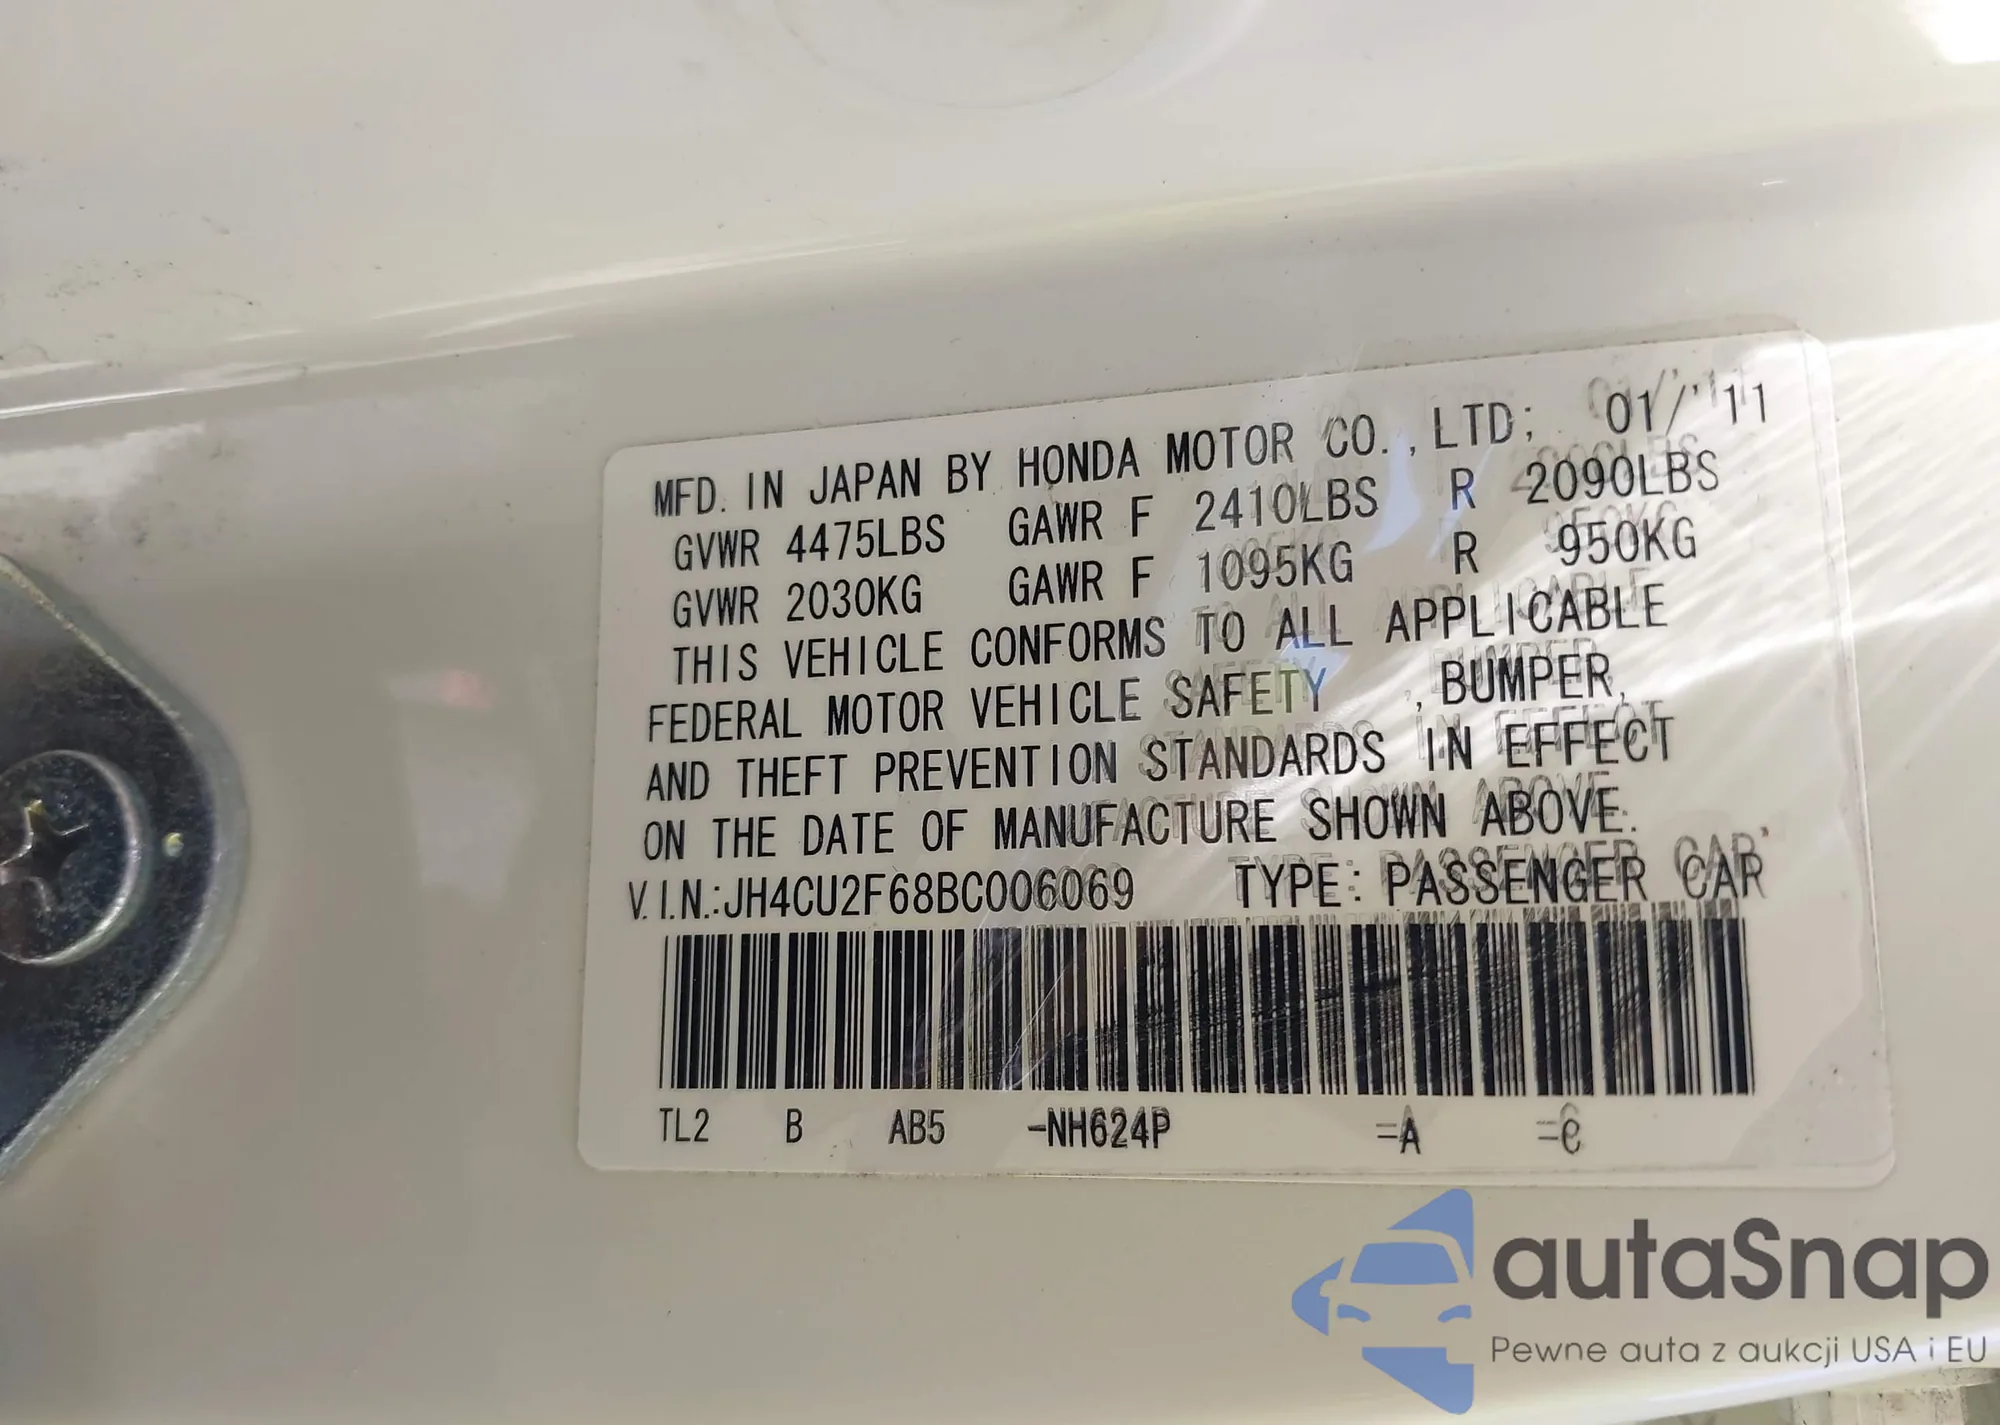 MFD. IN JAPAN BY HONDA MOTOR CO., LTD; 01/'11
GVWR 4475LBS GAWR F 2410LBS R 2090LBS
GVWR 2030KG GAWR F 1095KG R 950KG
THIS VEHICLE CONFORMS TO ALL APPLICABLE
FEDERAL MOTOR VEHICLE SAFETY , BUMPER,
AND THEFT PREVENTION STANDARDS IN EFFECT
ON THE DATE OF MANUFACTURE SHOWN ABOVE.
V.I.N.:JH4CU2F68BC006069 TYPE: PASSENGER CAR
TL2 B AB5 -NH624P -A -C
autaSnap
Pewne auta z aukcji USA i EU